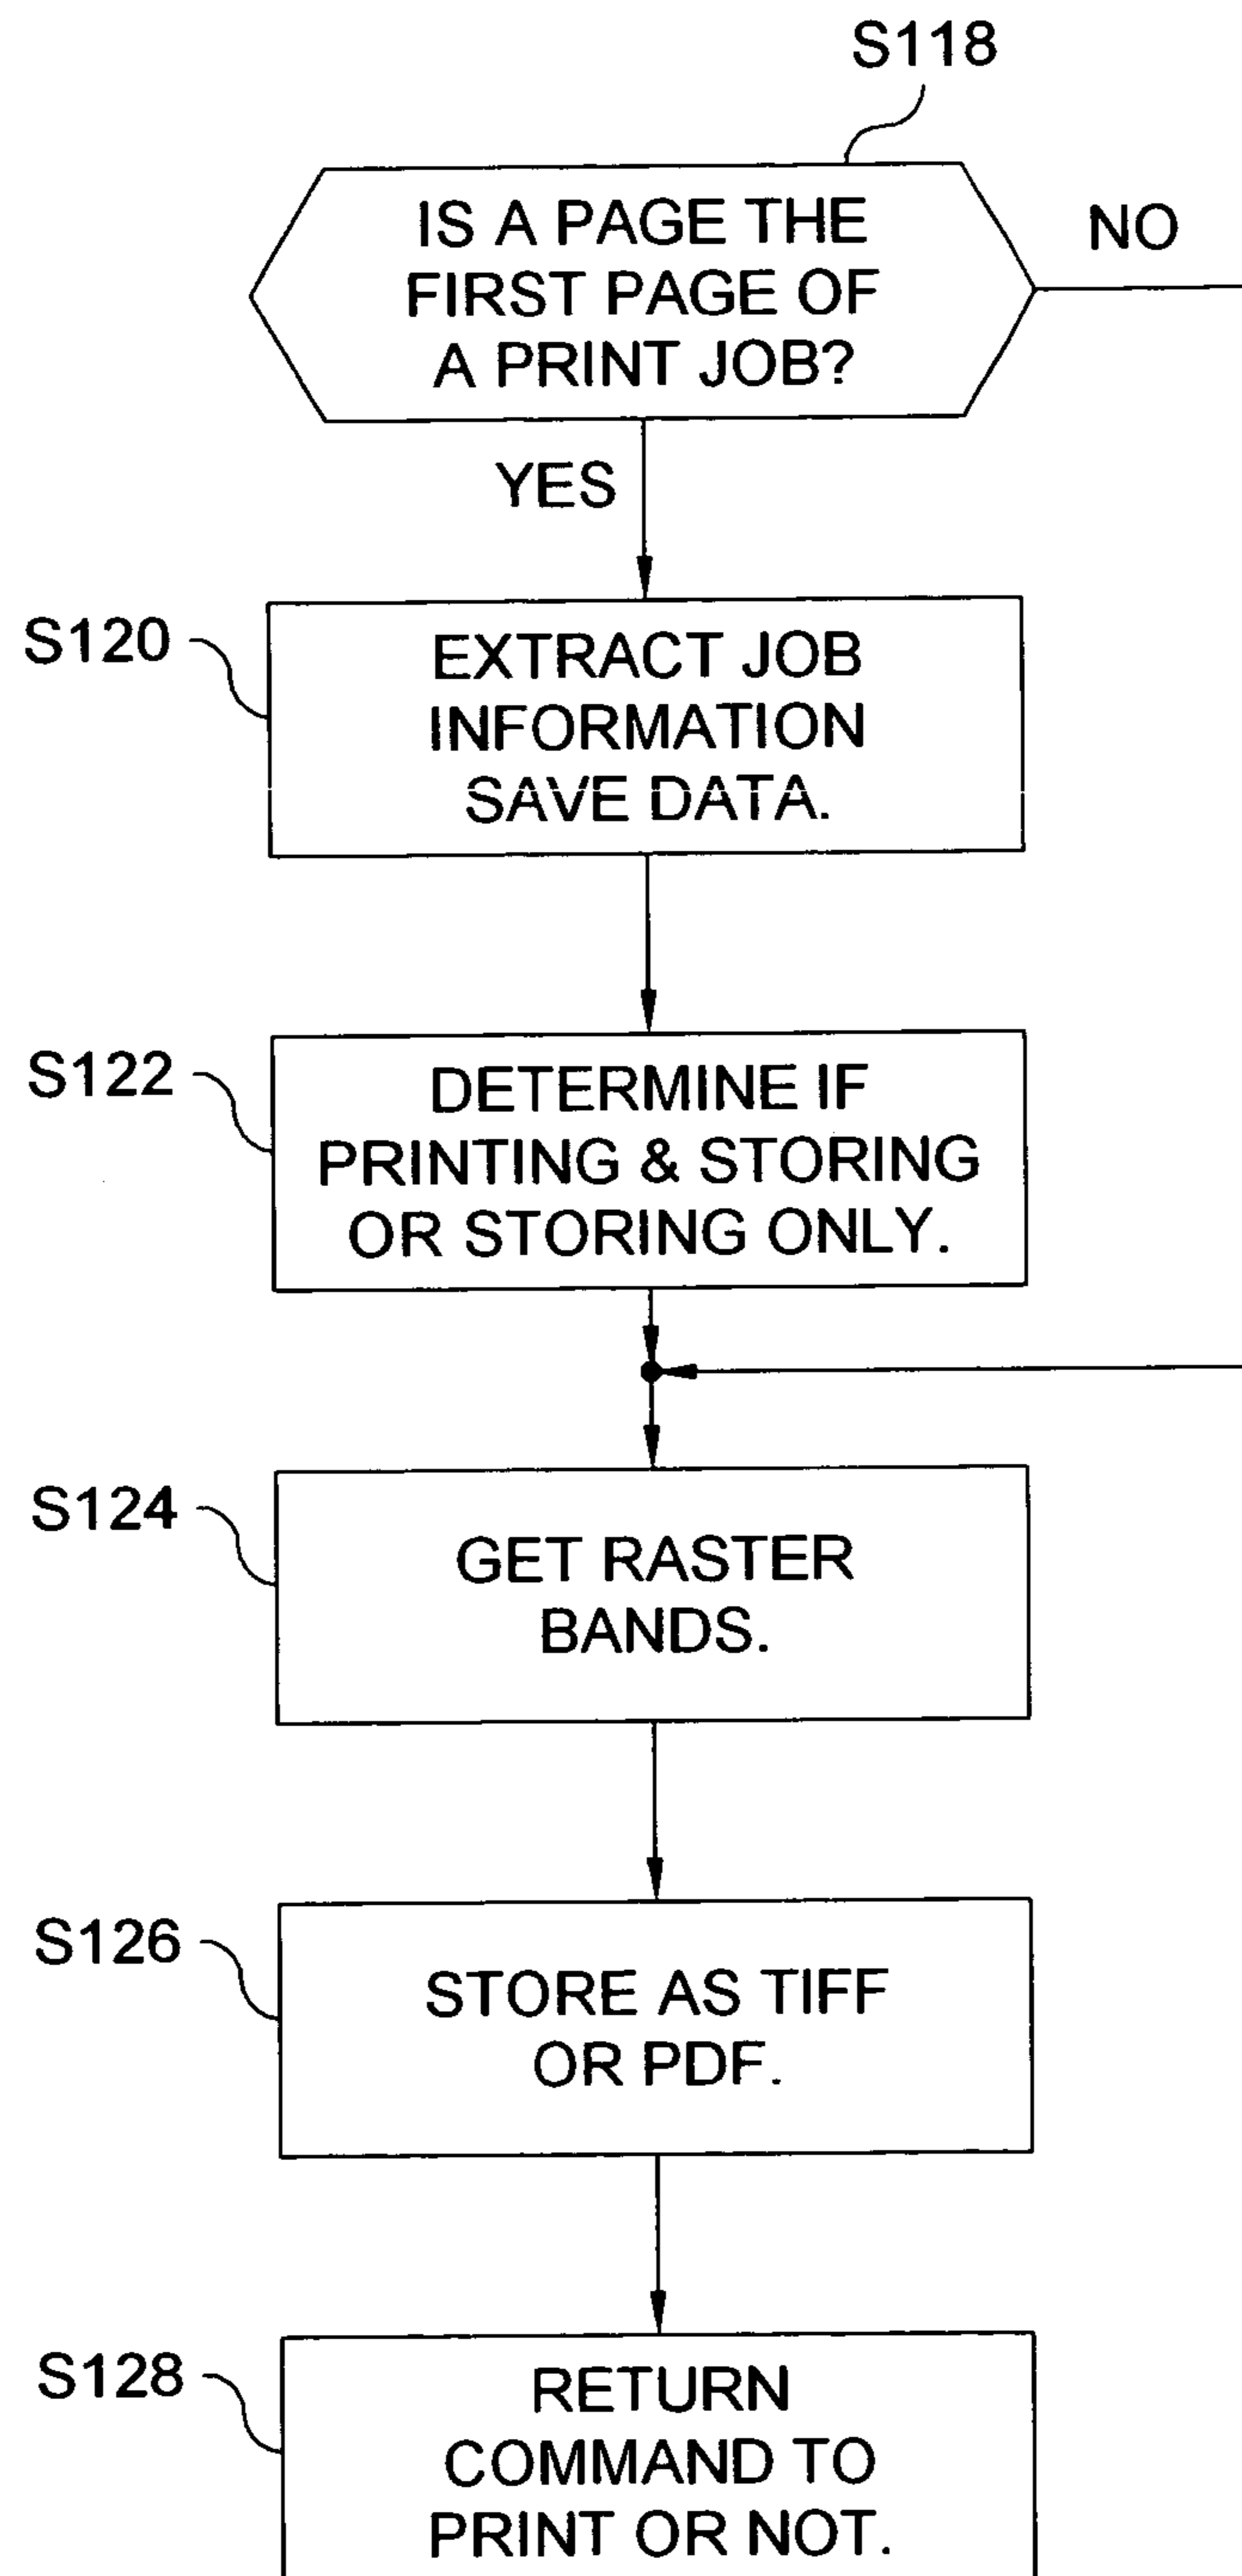 S118
IS A PAGE THE
FIRST PAGE OF
A PRINT JOB?
NO
YES
S120
EXTRACT JOB
INFORMATION
SAVE DATA.
S122
DETERMINE IF
PRINTING & STORING
OR STORING ONLY.
S124
GET RASTER
BANDS.
S126
STORE AS TIFF
OR PDF.
S128
RETURN
COMMAND TO
PRINT OR NOT.